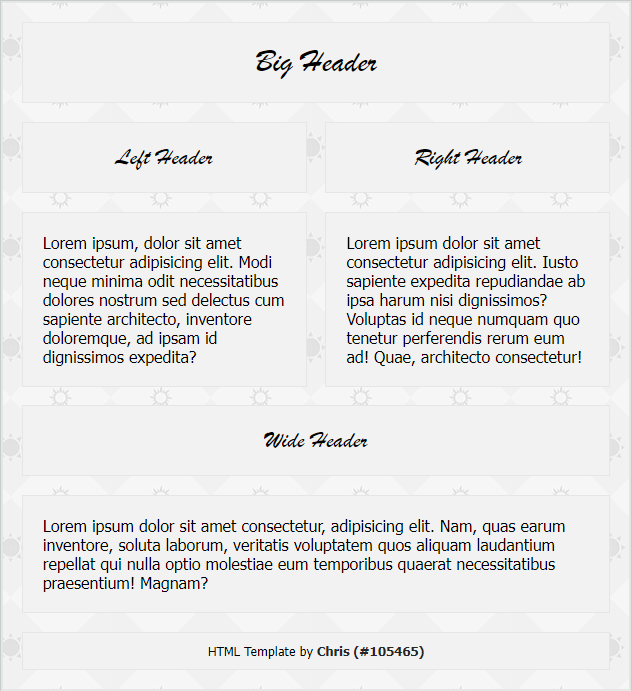 Big Header
Left Header
Right Header
Lorem ipsum, dolor sit amet
consectetur adipisicing elit. Modi
neque minima odit necessitatibus
dolores nostrum sed delectus cum
sapiente architecto, inventore
doloremque, ad ipsam id
dignissimos expedita?
Lorem ipsum dolor sit amet
consectetur adipisicing elit. Iusto
sapiente expedita repudiandae ab
ipsa harum nisi dignissimos?
Voluptas id neque numquam quo
tenetur perferendis rerum eum
ad! Quae, architecto consectetur!
Wide Header
Lorem ipsum dolor sit amet consectetur, adipisicing elit. Nam, quas earum
inventore, soluta laborum, veritatis voluptatem quos aliquam laudantium
repellat qui nulla optio molestiae eum temporibus quaerat necessitatibus
praesentium! Magnam?
HTML Template by Chris (#105465)